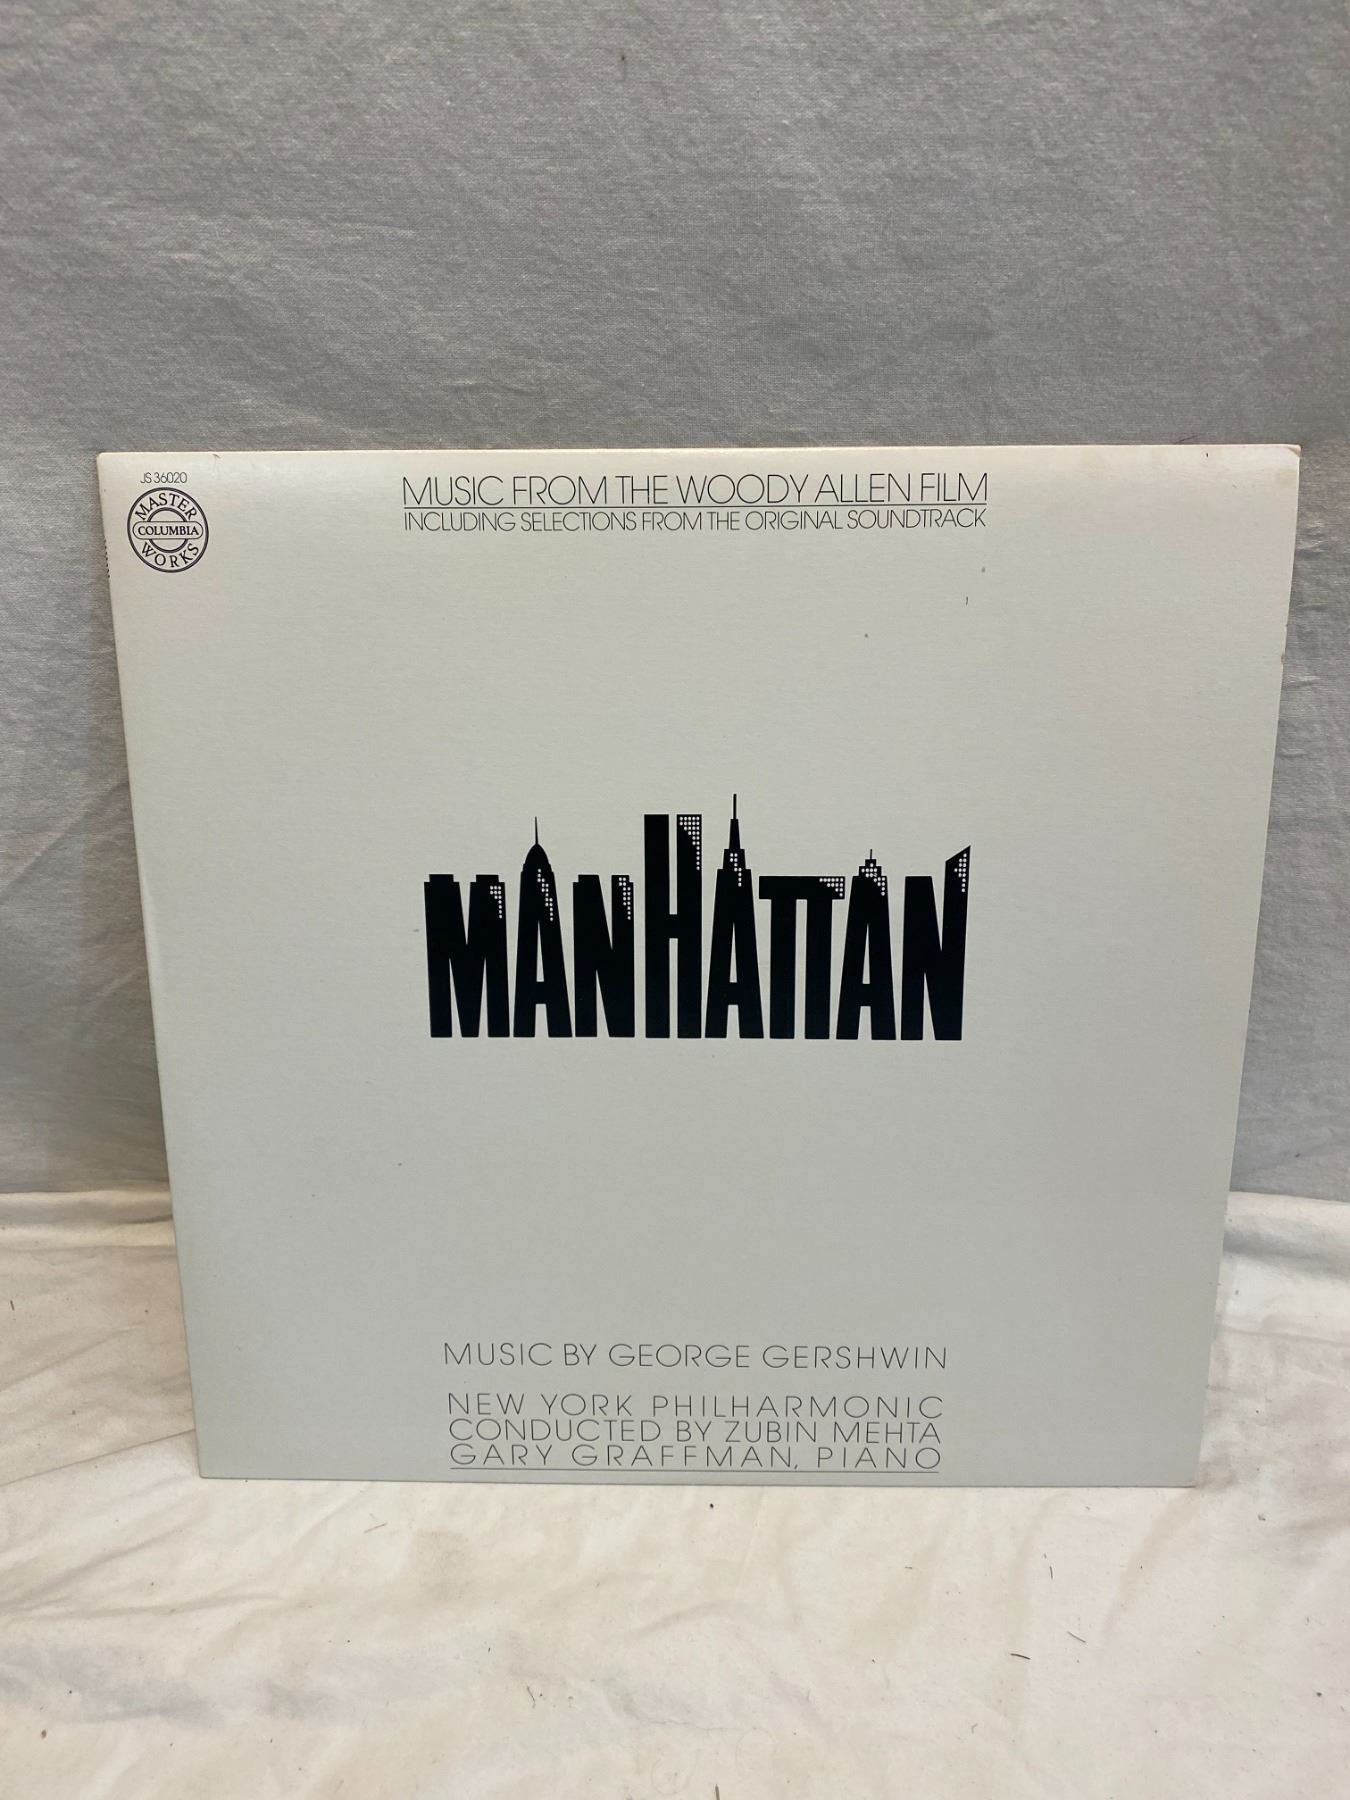 JS 36020
MASTER
COLUMBIA
WORKS
MUSIC FROM THE WOODY ALLEN FILM
INCLUDING SELECTIONS FROM THE ORIGINAL SOUNDTRACK
MANHATTAN
MUSIC BY GEORGE GERSHWIN
NEW YORK PHILHARMONIC
CONDUCTED BY ZUBIN MEHTA
GARY GRAFFMAN, PIANO